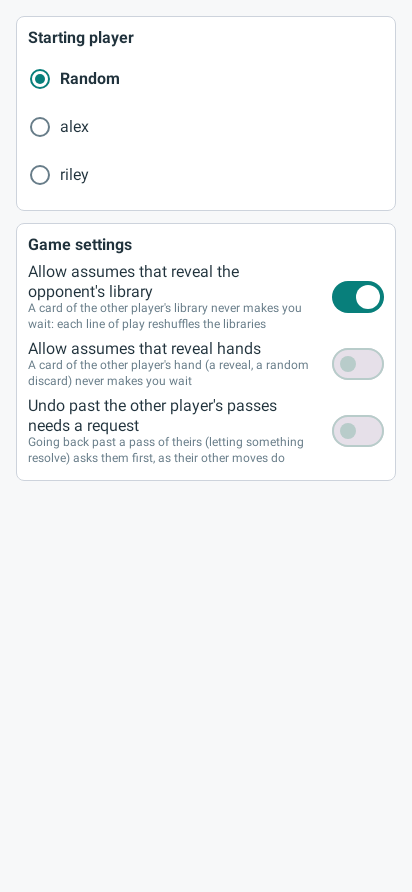 Starting player
Random
alex
riley
Game settings
Allow assumes that reveal the
opponent's library
A card of the other player's library never makes you
wait: each line of play reshuffles the libraries
Allow assumes that reveal hands
A card of the other player's hand (a reveal, a random
discard) never makes you wait
Undo past the other player's passes
needs a request
Going back past a pass of theirs (letting something
resolve) asks them first, as their other moves do